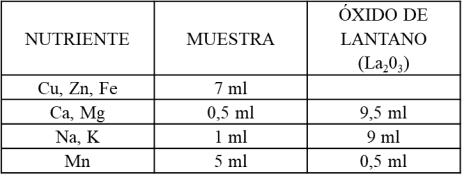 NUTRIENTE MUESTRA ÓXIDO DE
LANTANO
(La₂0₃)
Cu, Zn, Fe 7 ml
Ca, Mg 0,5 ml 9,5 ml
Na, K 1 ml 9 ml
Mn 5 ml 0,5 ml